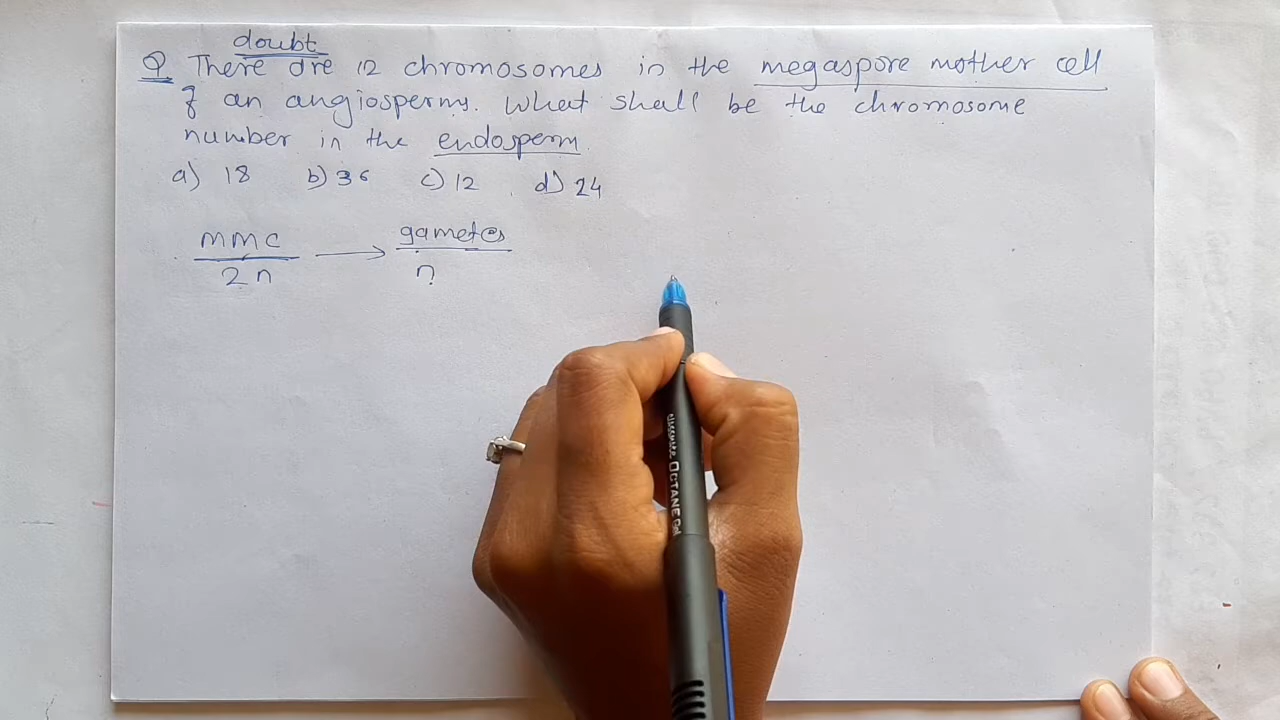 doubt
Q There are 12 chromosomes in the megaspore mother cell
of an angiosperms. What shall be the chromosome
number in the endosperm.
a) 18 b) 36 c) 12 d) 24
MMC → gametes
2n n
OCTANE Gel